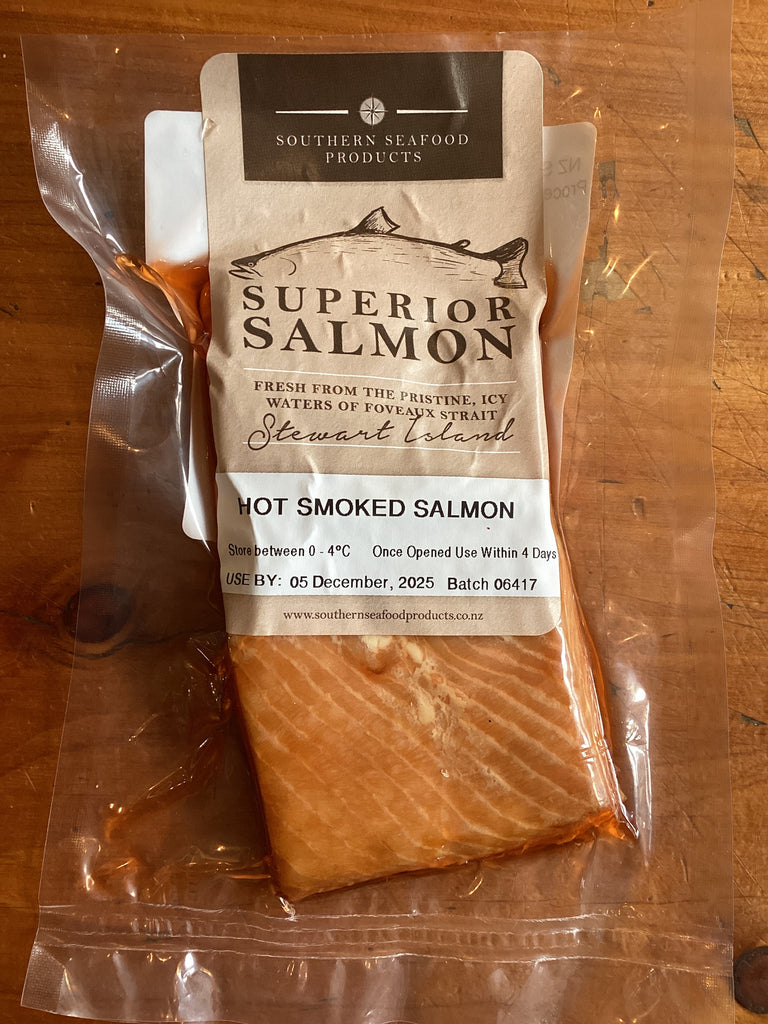 SOUTHERN SEAFOOD
PRODUCTS
NZ
SUPERIOR
SALMON
FRESH FROM THE PRISTINE, ICY
WATERS OF FOVEAUX STRAIT
Stewart Island
HOT SMOKED SALMON
Store between 0 - 4°C Once Opened Use Within 4 Days
USE BY: 05 December, 2025 Batch 06417
www.southernseafoodproducts.co.nz